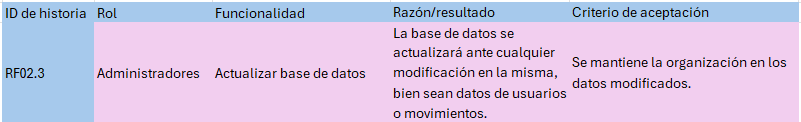 ID de historia Rol Funcionalidad Razón/resultado Criterio de aceptación
RF02.3
Administradores
Actualizar base de datos
La base de datos se
actualizará ante cualquier
modificación en la misma,
bien sean datos de usuarios
o movimientos.
Se mantiene la organización en los
datos modificados.